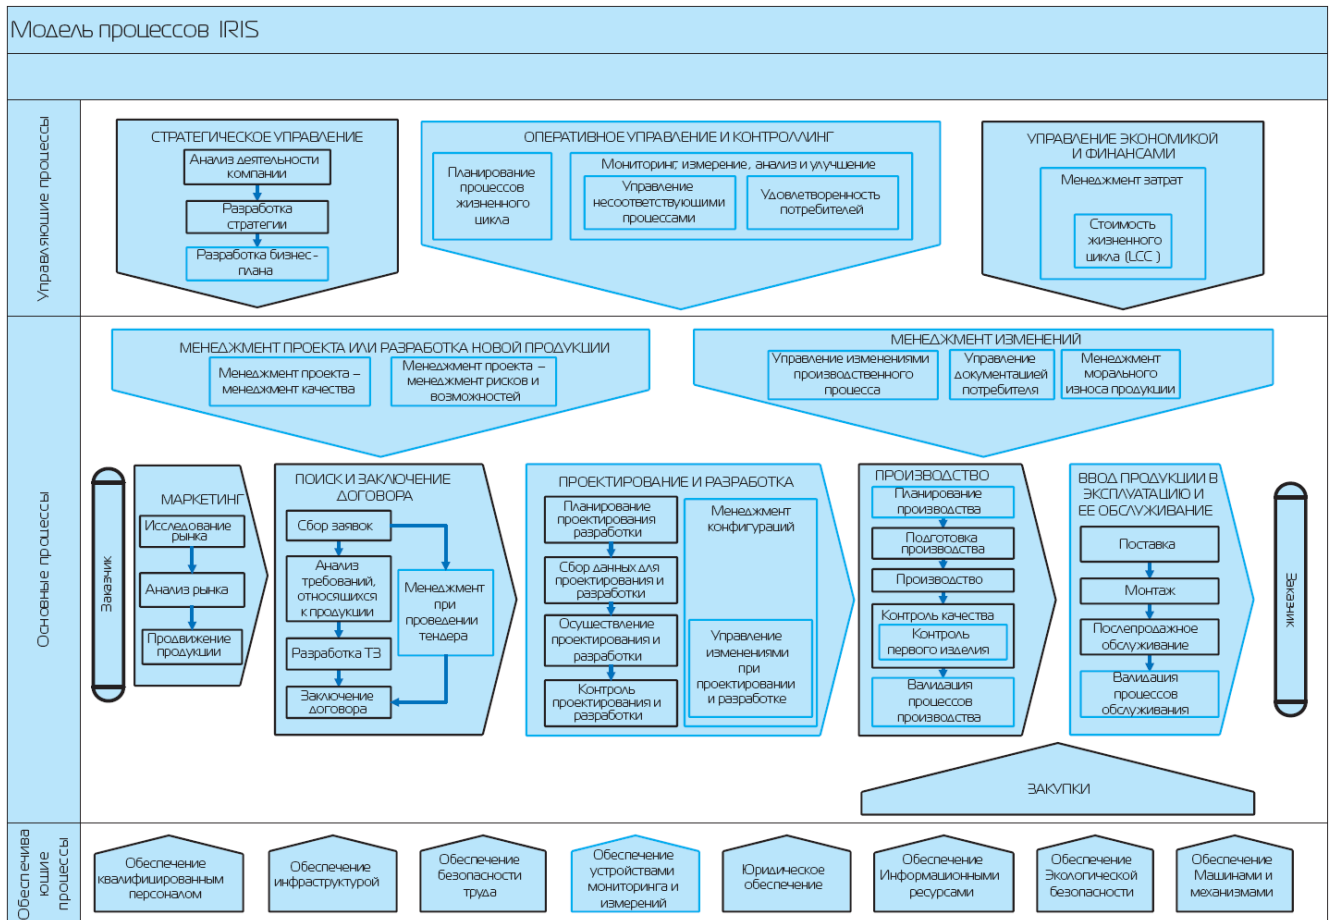 Модель процессов IRIS
Управляющие процессы
СТРАТЕГИЧЕСКОЕ УПРАВЛЕНИЕ
Анализ деятельности
компании
Разработка
стратегии
Разработка бизнес-
плана
ОПЕРАТИВНОЕ УПРАВЛЕНИЕ И КОНТРОЛЛИНГ
Планирование
процессов
жизненного
цикла
Мониторинг, измерение, анализ и улучшение
Управление
несоответствующими
процессами
Удовлетворенность
потребителей
УПРАВЛЕНИЕ ЭКОНОМИКОЙ
И ФИНАНСАМИ
Менеджмент затрат
Стоимость
жизненного
цикла (LCC )
Основные процессы
МЕНЕДЖМЕНТ ПРОЕКТА ИЛИ РАЗРАБОТКА НОВОЙ ПРОДУКЦИИ
Менеджмент проекта –
менеджмент качества
Менеджмент проекта –
менеджмент рисков и
возможностей
МЕНЕДЖМЕНТ ИЗМЕНЕНИЙ
Управление изменениями
производственного
процесса
Управление
документацией
потребителя
Менеджмент
морального
износа продукции
Заказчик
МАРКЕТИНГ
Исследование
рынка
Анализ рынка
Продвижение
продукции
ПОИСК И ЗАКЛЮЧЕНИЕ
ДОГОВОРА
Сбор заявок
Анализ
требований,
относящихся
к продукции
Разработка ТЗ
Заключение
договора
Менеджмент
при
проведении
тендера
ПРОЕКТИРОВАНИЕ И РАЗРАБОТКА
Планирование
проектирования
разработки
Сбор данных для
проектирования и
разработки
Осуществление
проектирования и
разработки
Контроль
проектирования и
разработки
Менеджмент
конфигураций
Управление
изменениями
при
проектировании
и разработке
ПРОИЗВОДСТВО
Планирование
производства
Подготовка
производства
Производство
Контроль качества
Контроль
первого изделия
Валидация
процессов
производства
ВВОД ПРОДУКЦИИ В
ЭКСПЛУАТАЦИЮ И
ЕЕ ОБСЛУЖИВАНИЕ
Поставка
Монтаж
Послепродажное
обслуживание
Валидация
процессов
обслуживания
Заказник
ЗАКУПКИ
Обеспечива
ющие
процессы
Обеспечение
квалифицированным
персоналом
Обеспечение
инфраструктурой
Обеспечение
безопасности
труда
Обеспечение
устройствами
мониторинга и
измерений
Юридическое
обеспечение
Обеспечение
Информационными
ресурсами
Обеспечение
Экологической
безопасности
Обеспечение
Машинами и
механизмами